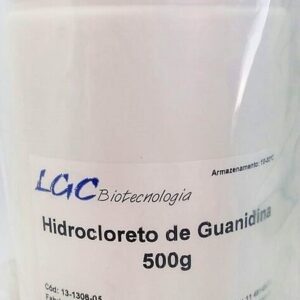 Armazenamento: 15-30°C
LGC Biotecnologia
Hidrocloreto de Guanidina
500g
Cód: 13-1308-05